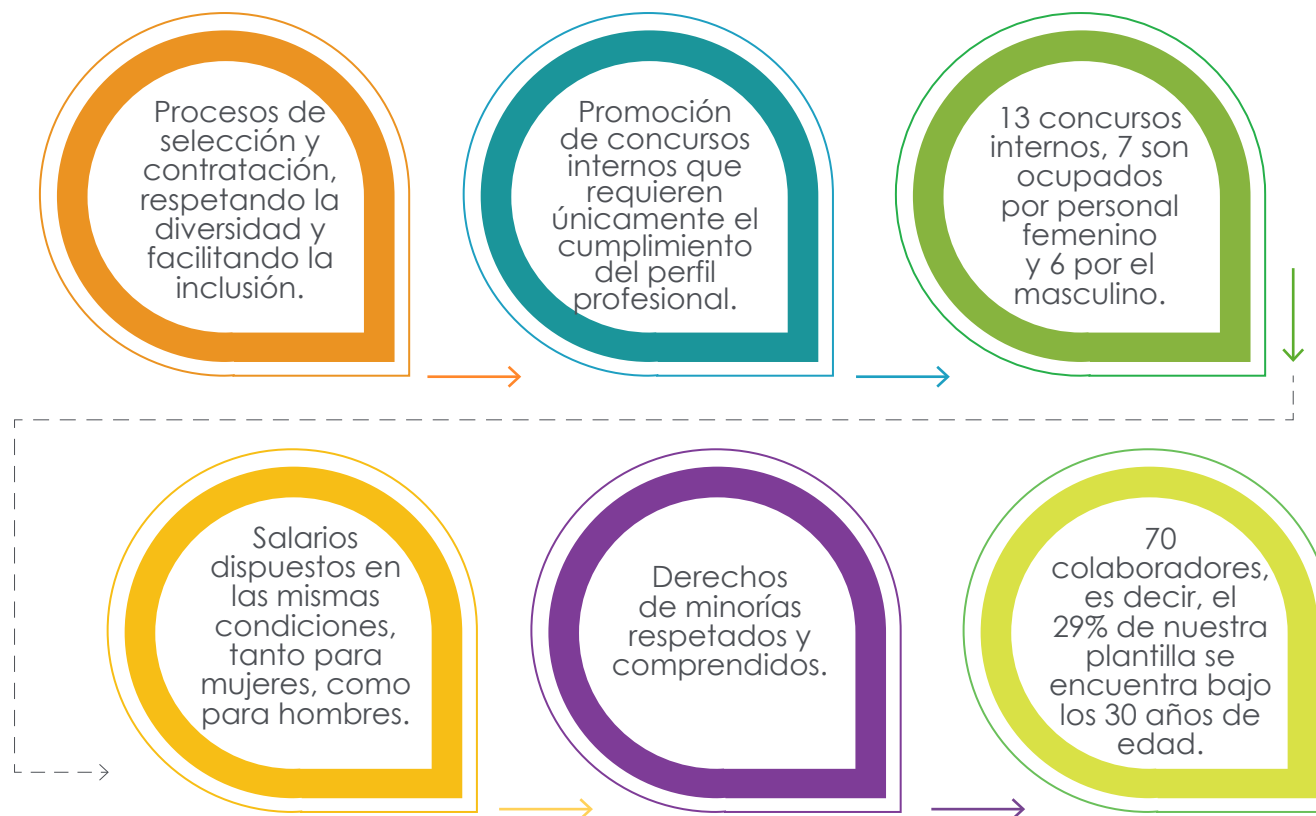 Procesos de
selección y
contratación,
respetando la
diversidad y
facilitando la
inclusión.
Promoción
de concursos
internos que
requieren
únicamente el
cumplimiento
del perfil
profesional.
13 concursos
internos, 7 son
ocupados
por personal
femenino
y 6 por el
masculino.
Salarios
dispuestos en
las mismas
condiciones,
tanto para
mujeres, como
para hombres.
Derechos
de minorías
respetados y
comprendidos.
70
colaboradores,
es decir, el
29% de nuestra
plantilla se
encuentra bajo
los 30 años de
edad.